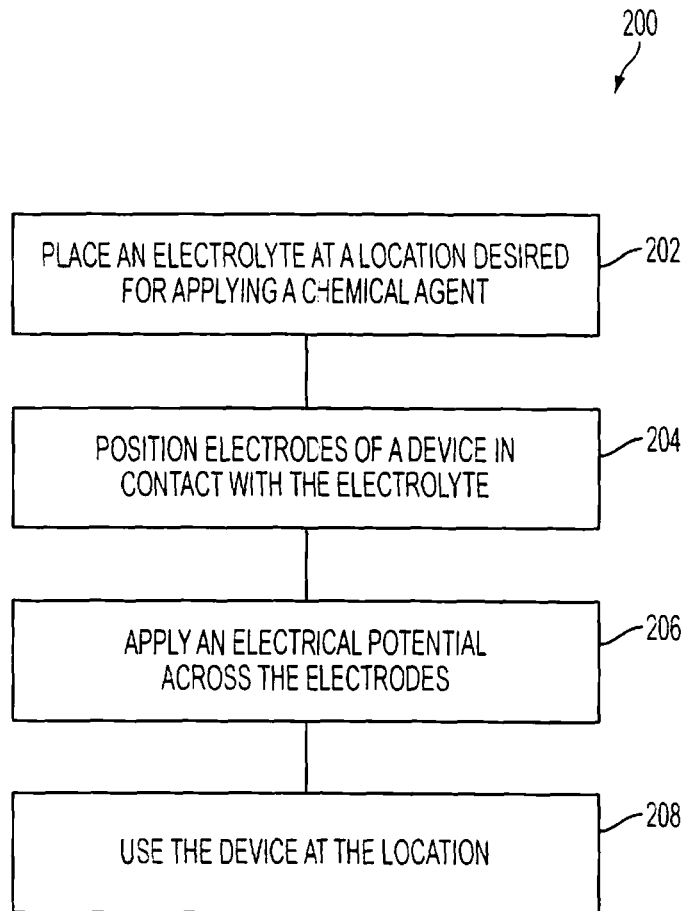 200
PLACE AN ELECTROLYTE AT A LOCATION DESIRED
FOR APPLYING A CHEMICAL AGENT
202
POSITION ELECTRODES OF A DEVICE IN
CONTACT WITH THE ELECTROLYTE
204
APPLY AN ELECTRICAL POTENTIAL
ACROSS THE ELECTRODES
206
USE THE DEVICE AT THE LOCATION
208